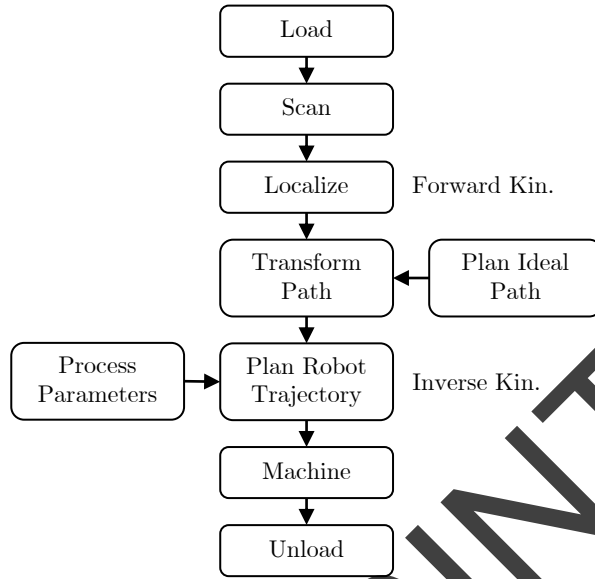 Load
Scan
Localize
Forward Kin.
Transform
Path
Plan Ideal
Path
Process
Parameters
Plan Robot
Trajectory
Inverse Kin.
Machine
Unload
INT